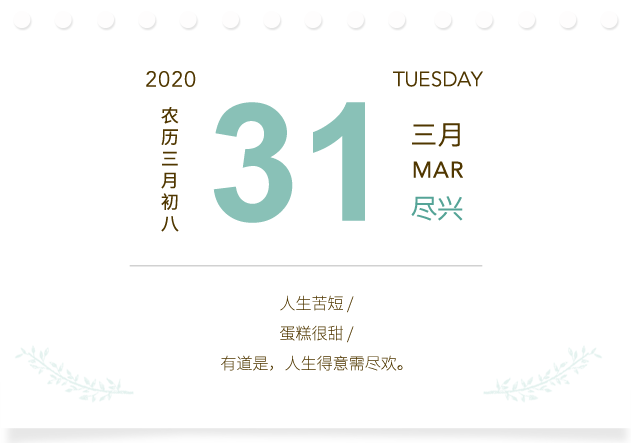 2020
TUESDAY
农历三月初八
31
三月
MAR
尽兴
人生苦短 /
蛋糕很甜 /
有道是，人生得意需尽欢。